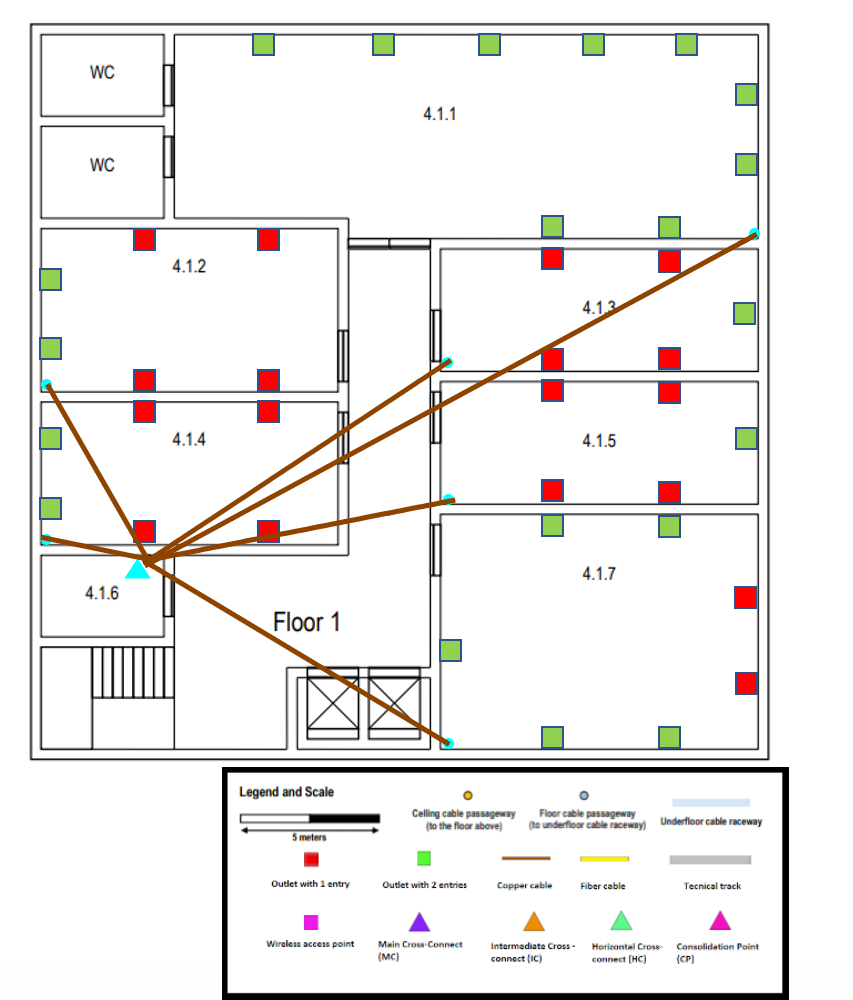 WC
4.1.1
WC
4.1.2
4.1.3
4.1.4
4.1.5
4.1.7
4.1.6
Floor 1
Legend and Scale
5 meters
Celling cable passageway
(to the floor above)
Floor cable passageway
(to underfloor cable raceway)
Underfloor cable raceway
Outlet with 1 entry
Outlet with 2 entries
Copper cable
Fiber cable
Tecnical track
Wireless access point
Main Cross-Connect
(MC)
Intermediate Cross -
connect (IC)
Horizontal Cross-
connect (HC)
Consolidation Point
(CP)